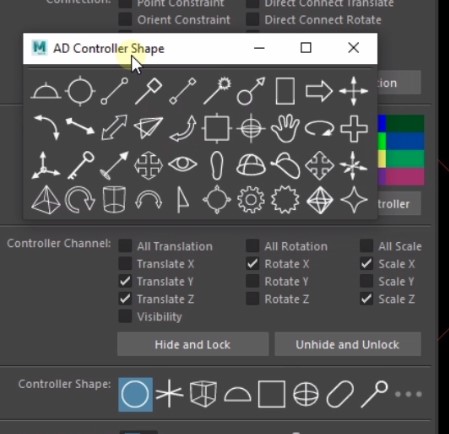 Connection:
Point Constraint
Direct Connect Translate
Orient Constraint
Direct Connect Rotate
AD Controller Shape
Controller Channel:
All Translation
All Rotation
All Scale
Translate X
Rotate X
Scale X
Translate Y
Rotate Y
Scale Y
Translate Z
Rotate Z
Scale Z
Visibility
Hide and Lock
Unhide and Unlock
Controller Shape: